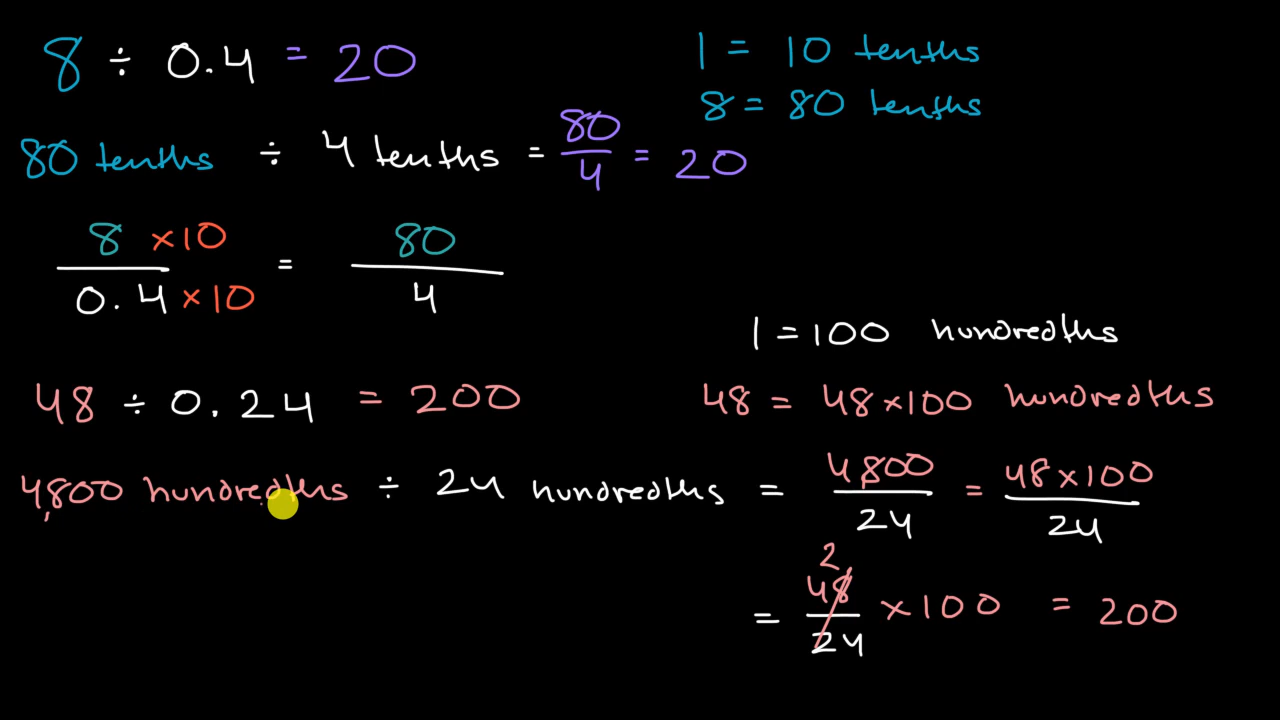 8 ÷ 0.4 = 20
1 = 10 tenths
8 = 80 tenths
80 tenths ÷ 4 tenths = 80/4 = 20
8 ×10 / 0.4 ×10 = 80/4
1 = 100 hundredths
48 ÷ 0.24 = 200
48 = 48×100 hundredths
4,800 hundredths ÷ 24 hundredths = 4,800/24 = 48×100/24
2
= 48/24 ×100 = 200